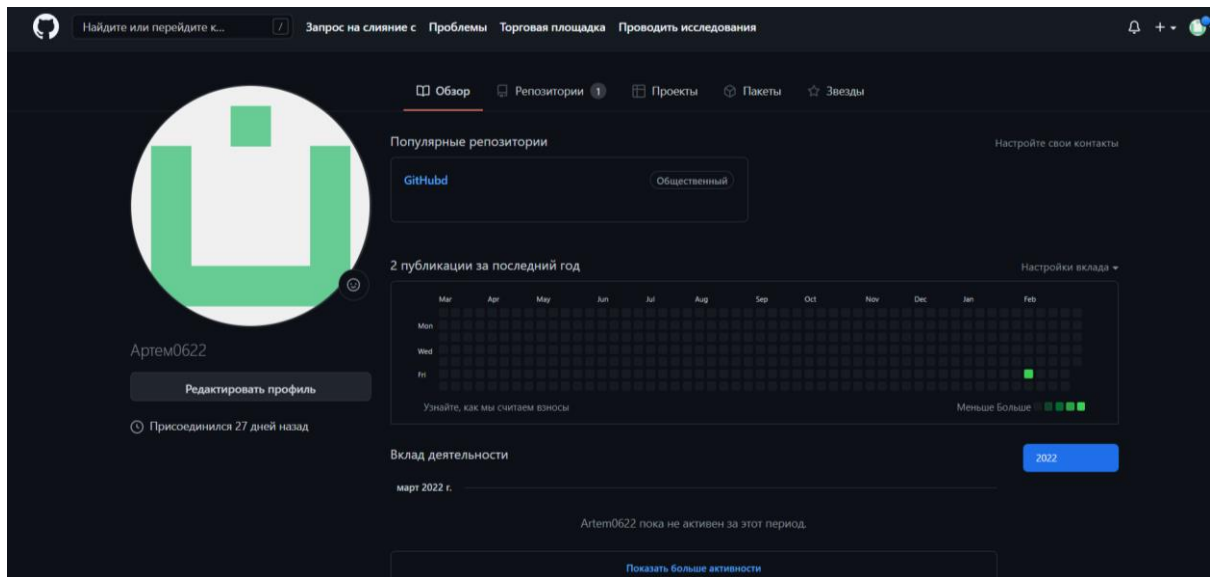 Найдите или перейдите к... / Запрос на слияние с Проблемы Торговая площадка Проводить исследования
Обзор Репозитории 1 Проекты Пакеты Звезды
Популярные репозитории Настройте свои контакты
GitHubd Общественный
2 публикации за последний год Настройки вклада
Mar Apr May Jun Jul Aug Sep Oct Nov Dec Jan Feb
Mon
Wed
Fri
Узнайте, как мы считаем взносы Меньше Больше
Артем0622
Редактировать профиль
Присоединился 27 дней назад
Вклад деятельности 2022
март 2022 г.
Artem0622 пока не активен за этот период.
Показать больше активности